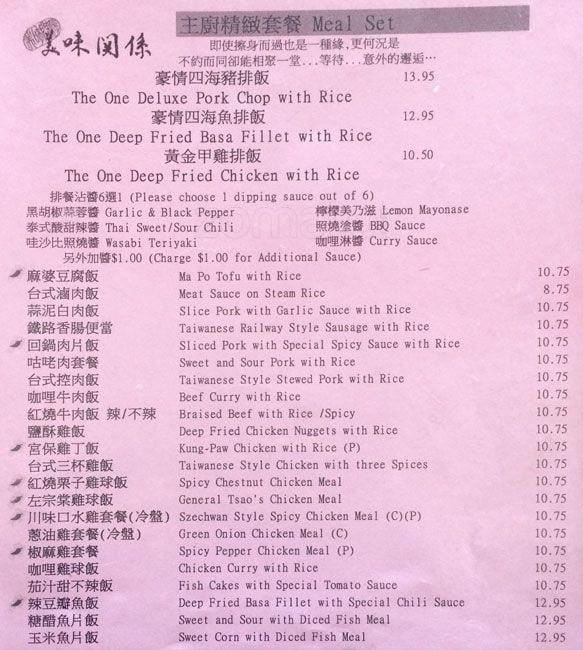 美味関係
主廚精緻套餐 Meal Set
即使擦身而過也是一種緣,更何況是
不約而同卻能相聚一堂...等待...意外的邂逅…
豪情四海豬排飯 13.95
The One Deluxe Pork Chop with Rice
豪情四海魚排飯 12.95
The One Deep Fried Basa Fillet with Rice
黃金甲雞排飯 10.50
The One Deep Fried Chicken with Rice
排餐沾醬6選1 (Please choose 1 dipping sauce out of 6)
黑胡椒蒜蓉醬 Garlic & Black Pepper 檸檬美乃滋 Lemon Mayonase
泰式酸甜辣醬 Thai Sweet/Sour Chili 照燒塗醬 BBQ Sauce
哇沙比照燒醬 Wasabi Teriyaki 咖哩淋醬 Curry Sauce
另外加醬$1.00 (Charge $1.00 for Additional Sauce)
麻婆豆腐飯 Ma Po Tofu with Rice 10.75
台式滷肉飯 Meat Sauce on Steam Rice 8.75
蒜泥白肉飯 Slice Pork with Garlic Sauce with Rice 10.75
鐵路香腸便當 Taiwanese Railway Style Sausage with Rice 10.75
回鍋肉片飯 Sliced Pork with Special Spicy Sauce with Rice 10.75
咕咾肉套餐 Sweet and Sour Pork with Rice 10.75
台式控肉飯 Taiwanese Style Stewed Pork with Rice 10.75
咖哩牛肉飯 Beef Curry with Rice 10.75
紅燒牛肉飯 辣/不辣 Braised Beef with Rice /Spicy 10.75
鹽酥雞飯 Deep Fried Chicken Nuggets with Rice 10.75
宮保雞丁飯 Kung-Paw Chicken with Rice (P) 10.75
台式三杯雞飯 Taiwanese Style Chicken with three Spices 10.75
紅燒栗子雞球飯 Spicy Chestnut Chicken Meal 10.75
左宗棠雞球飯 General Tsao's Chicken Meal 10.75
川味口水雞套餐(冷盤) Szechwan Style Spicy Chicken Meal (C)(P) 10.75
蔥油雞套餐(冷盤) Green Onion Chicken Meal (C) 10.75
椒麻雞套餐 Spicy Pepper Chicken Meal (P) 10.75
咖哩雞球飯 Chicken Curry with Rice 10.75
茄汁甜不辣飯 Fish Cakes with Special Tomato Sauce 10.75
辣豆瓣魚飯 Deep Fried Basa Fillet with Special Chili Sauce 12.95
糖醋魚片飯 Sweet and Sour with Diced Fish Meal 12.95
玉米魚片飯 Sweet Corn with Diced Fish Meal 12.95